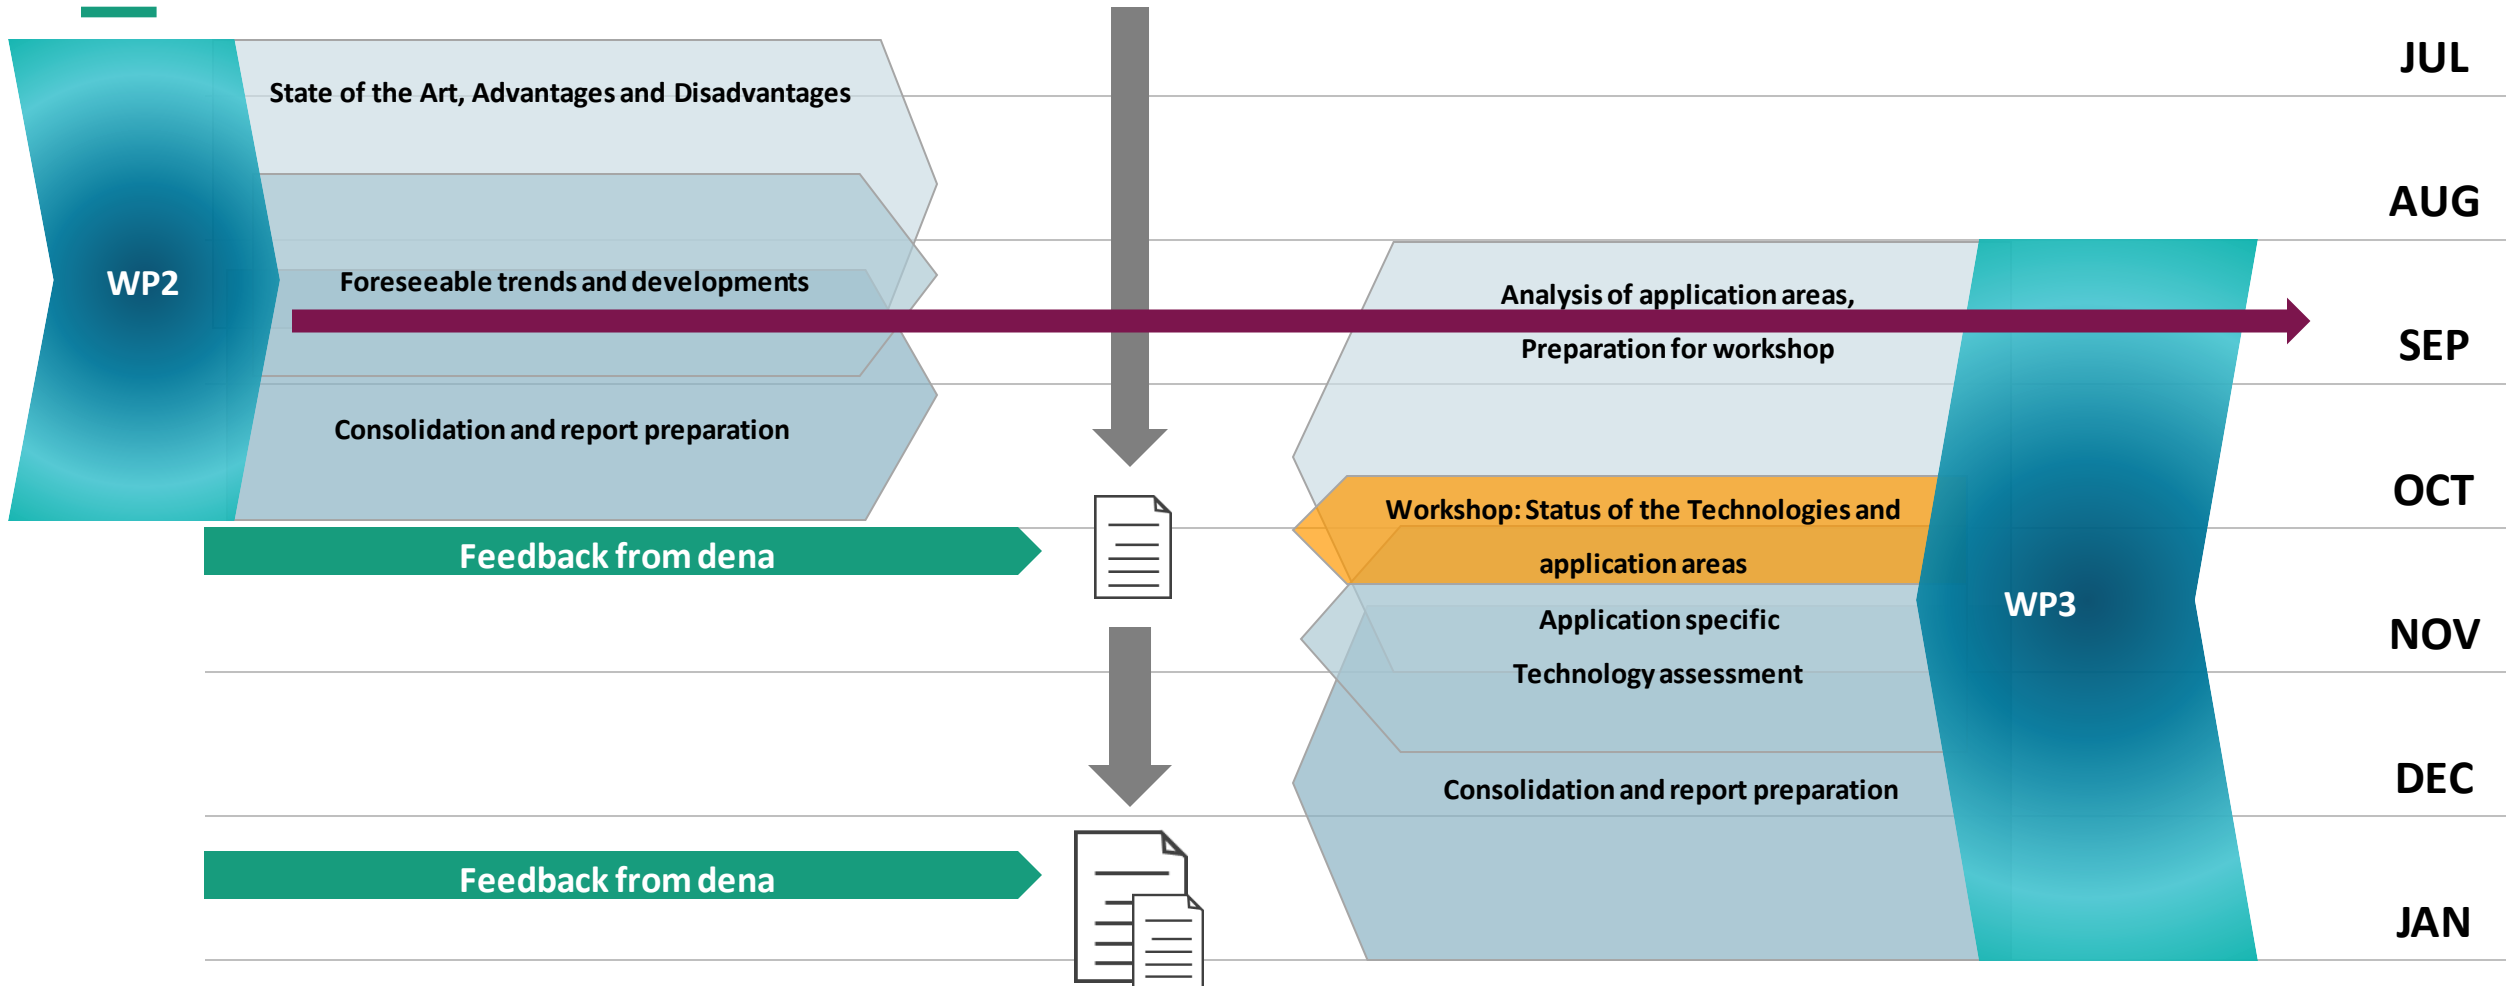 JUL
State of the Art, Advantages and Disadvantages
AUG
WP2
Foreseeable trends and developments
Analysis of application areas,
Preparation for workshop
SEP
Consolidation and report preparation
OCT
Workshop: Status of the Technologies and
application areas
Feedback from dena
WP3
Application specific
Technology assessment
NOV
DEC
Consolidation and report preparation
Feedback from dena
JAN